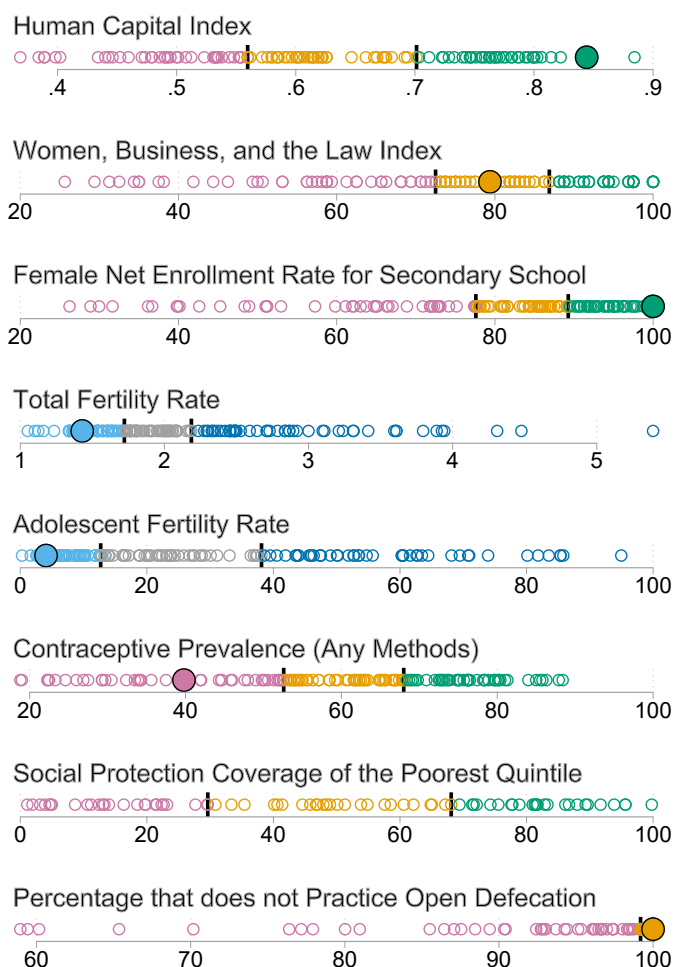 Human Capital Index
.4 .5 .6 .7 .8 .9
Women, Business, and the Law Index
20 40 60 80 100
Female Net Enrollment Rate for Secondary School
20 40 60 80 100
Total Fertility Rate
1 2 3 4 5
Adolescent Fertility Rate
0 20 40 60 80 100
Contraceptive Prevalence (Any Methods)
20 40 60 80 100
Social Protection Coverage of the Poorest Quintile
0 20 40 60 80 100
Percentage that does not Practice Open Defecation
60 70 80 90 100